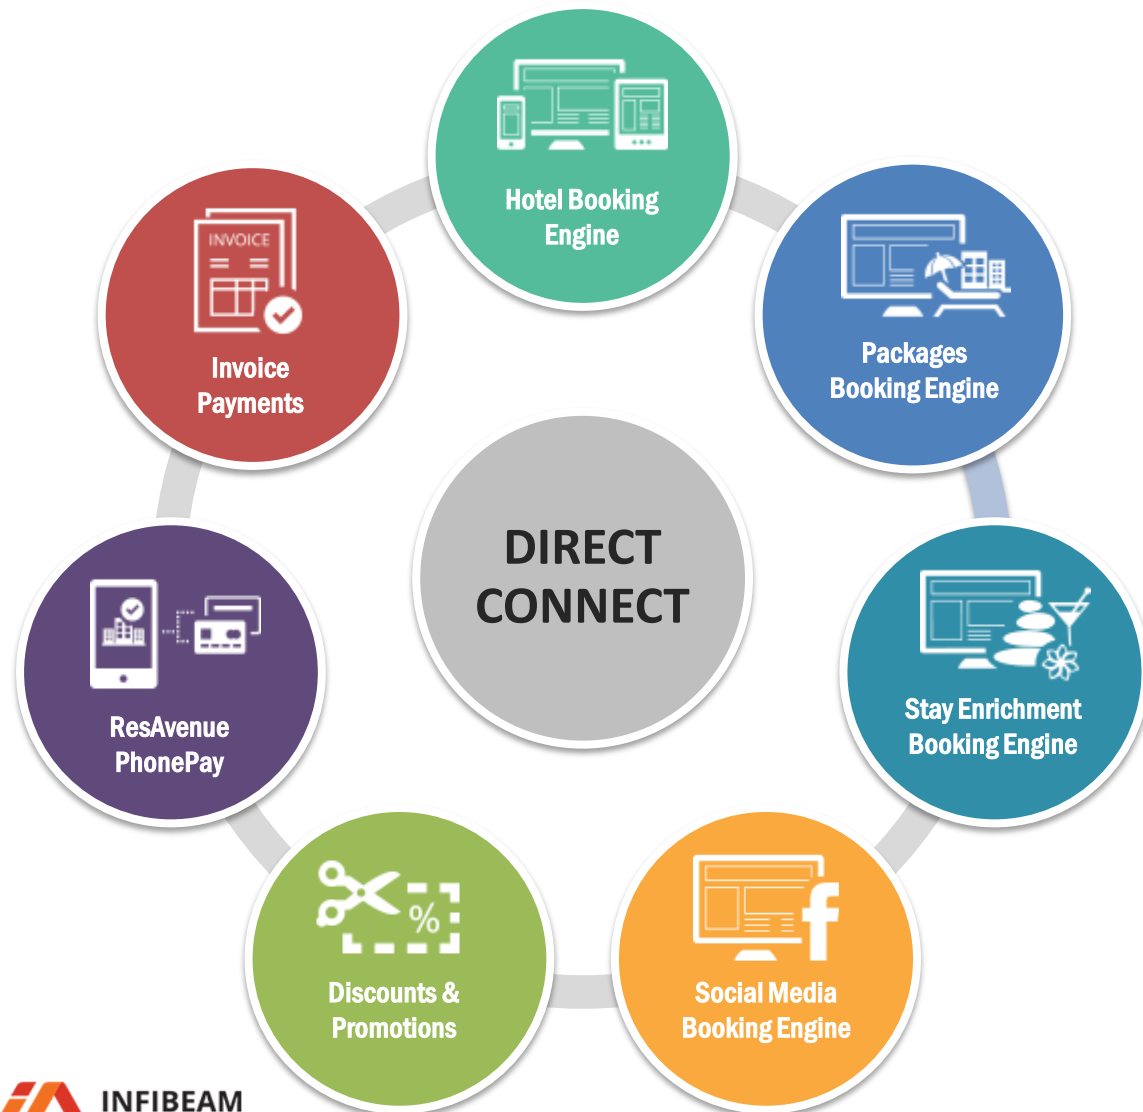 Hotel Booking
Engine
Packages
Booking Engine
Stay Enrichment
Booking Engine
Social Media
Booking Engine
Discounts &
Promotions
%
ResAvenue
PhonePay
INVOICE
Invoice
Payments
DIRECT
CONNECT
INFIBEAM